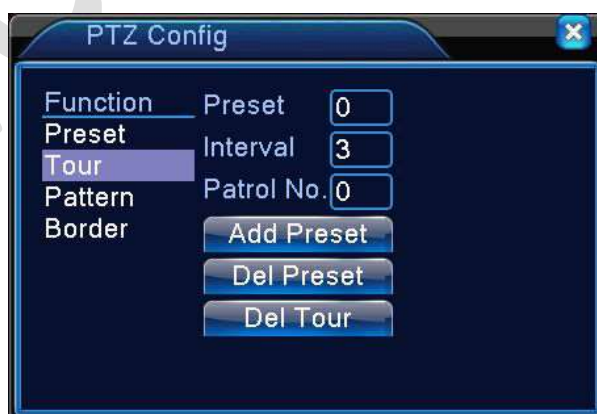 PTZ Config
Function
Preset
Tour
Pattern
Border
Preset 0
Interval 3
Patrol No. 0
Add Preset
Del Preset
Del Tour